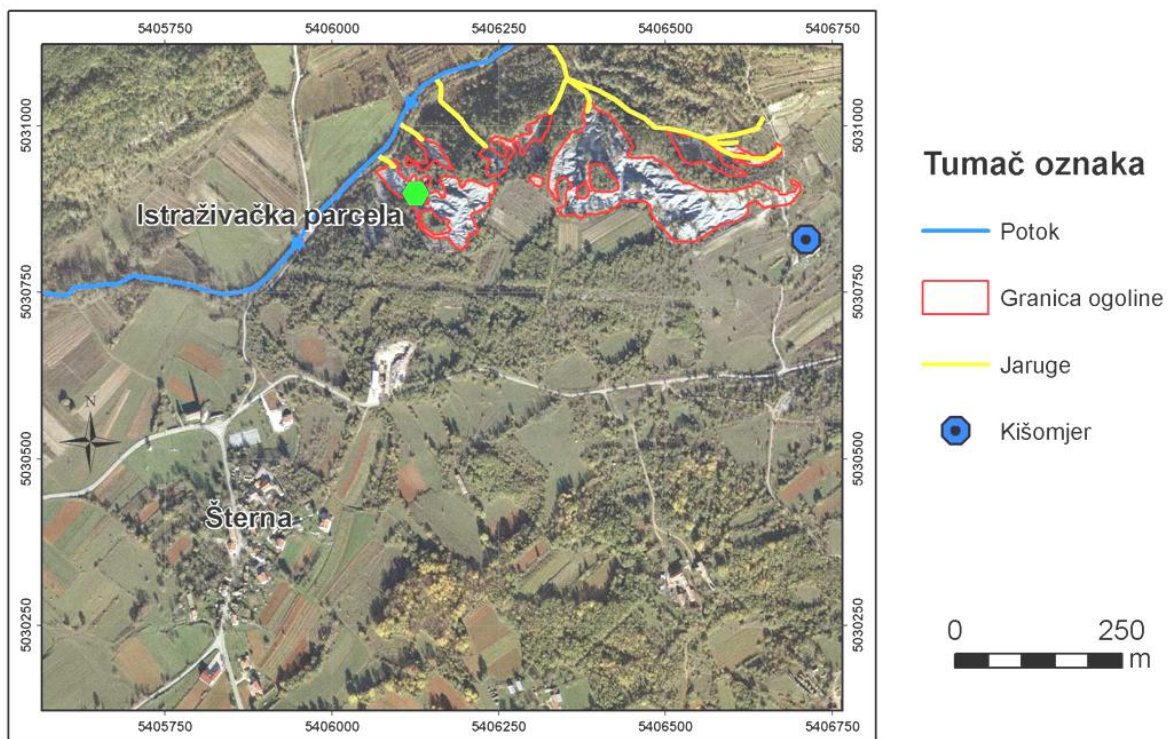 5405750 5406000 5406250 5406500 5406750
5031000
5030750
5030500
5030250
5031000
5030750
5030500
5030250
Istraživačka parcela
N
Šterna
5405750 5406000 5406250 5406500 5406750
Tumač oznaka
Potok
Granica ogoline
Jaruge
Kišomjer
0 250
m